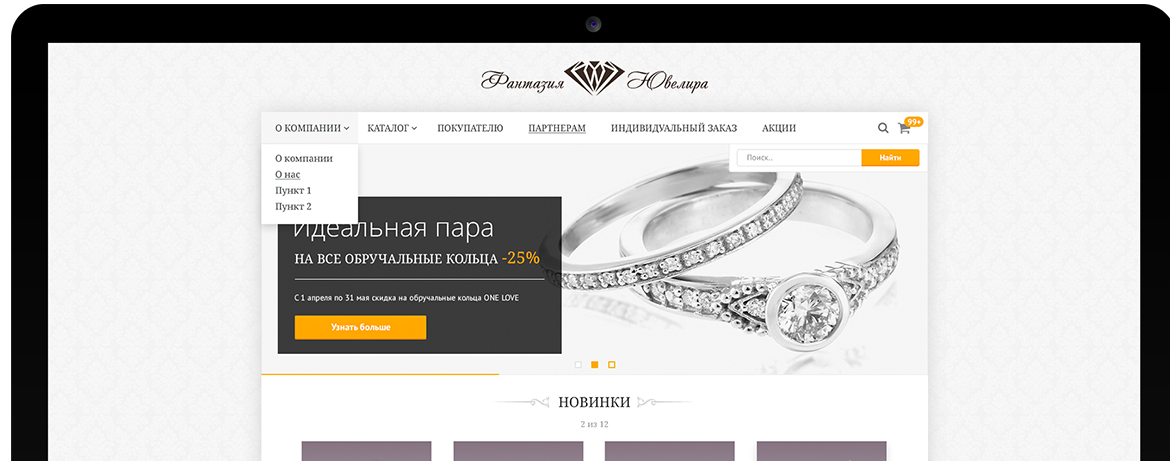 Фантазия Ювелира
О КОМПАНИИ КАТАЛОГ ПОКУПАТЕЛЮ ПАРТНЕРАМ ИНДИВИДУАЛЬНЫЙ ЗАКАЗ АКЦИИ 99+
Поиск... Найти
О компании
О нас
Пункт 1
Пункт 2
Идеальная пара
НА ВСЕ ОБРУЧАЛЬНЫЕ КОЛЬЦА -25%
С 1 апреля по 31 мая скидка на обручальные кольца ONE LOVE
Узнать больше
НОВИНКИ
2 из 12